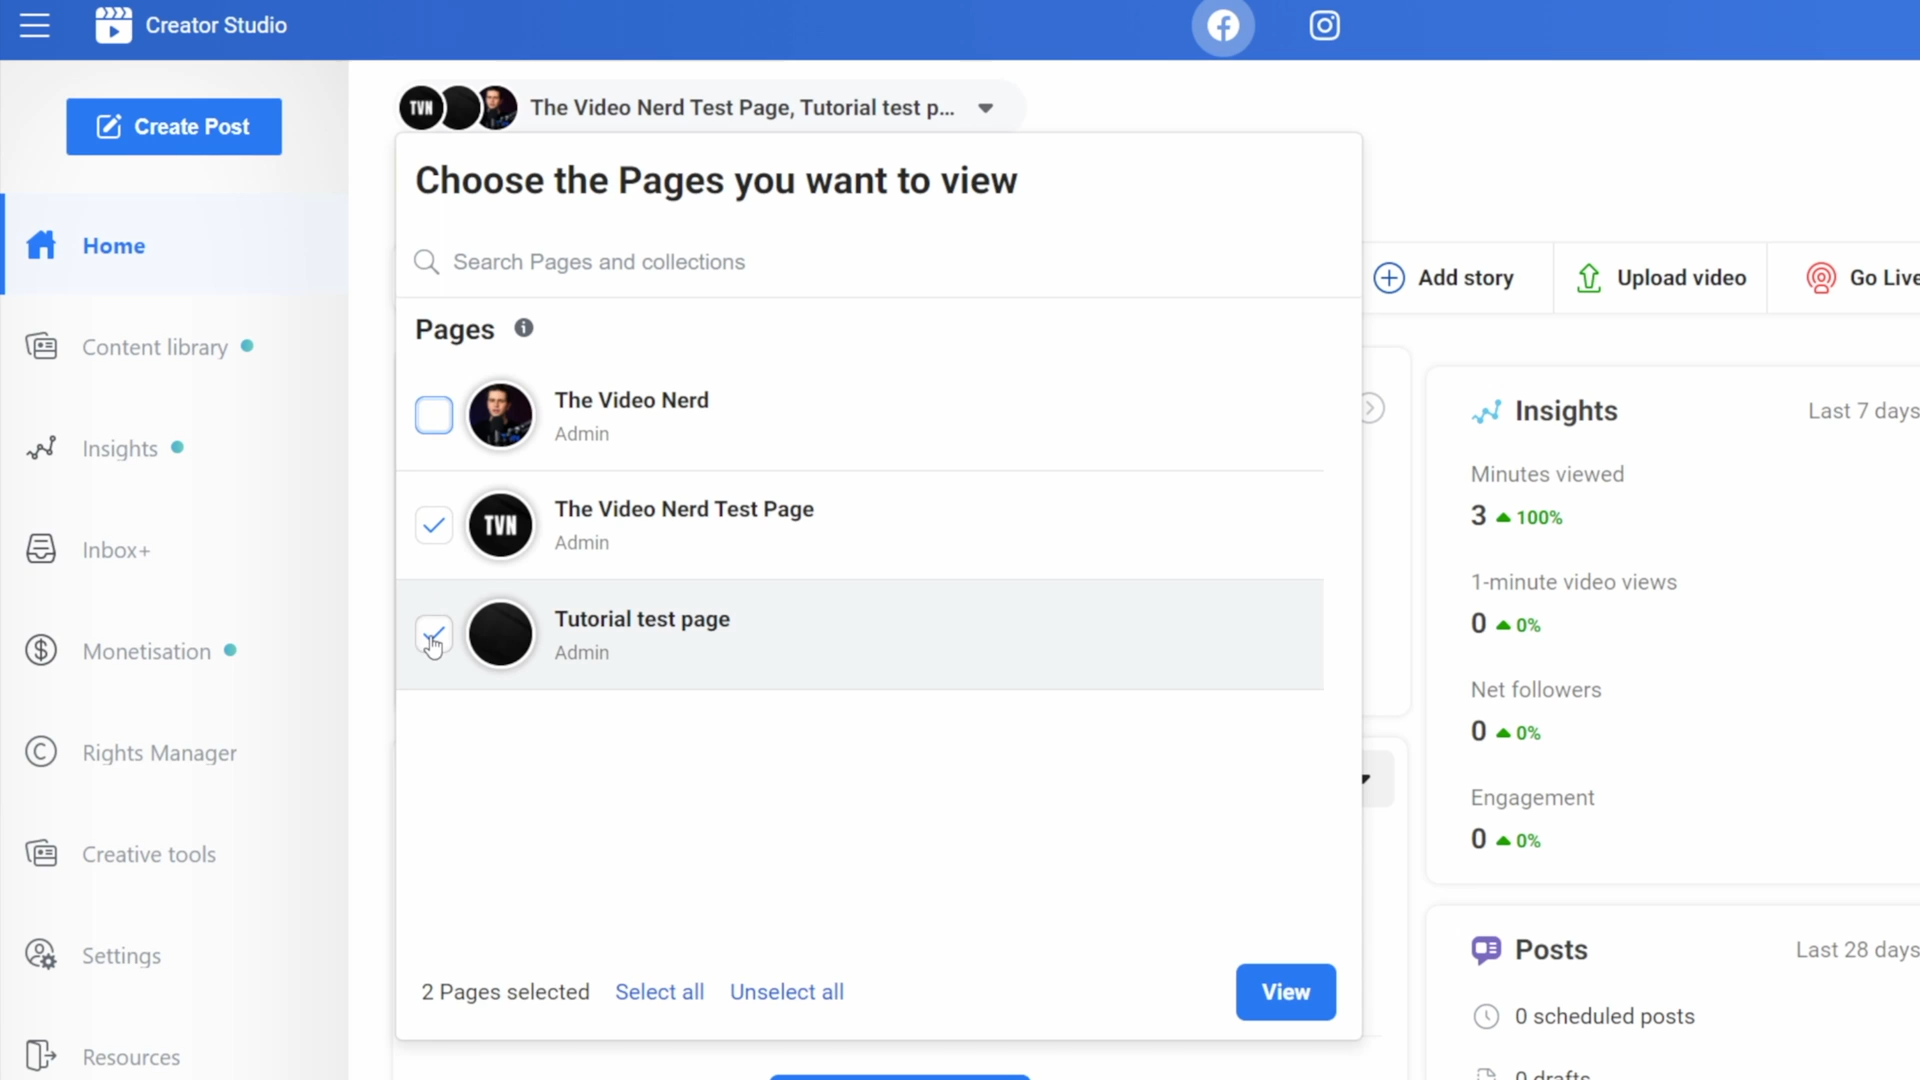 Creator Studio
Create Post
Home
Content library
Insights
Inbox+
Monetisation
Rights Manager
Creative tools
Settings
Resources
TVN
The Video Nerd Test Page, Tutorial test p...
Choose the Pages you want to view
Search Pages and collections
Pages
The Video Nerd
Admin
TVN
The Video Nerd Test Page
Admin
Tutorial test page
Admin
2 Pages selected
Select all
Unselect all
View
Add story
Upload video
Go Live
Insights
Last 7 days
Minutes viewed
3 100%
1-minute video views
0 0%
Net followers
0 0%
Engagement
0 0%
Posts
Last 28 days
0 scheduled posts
0 drafts